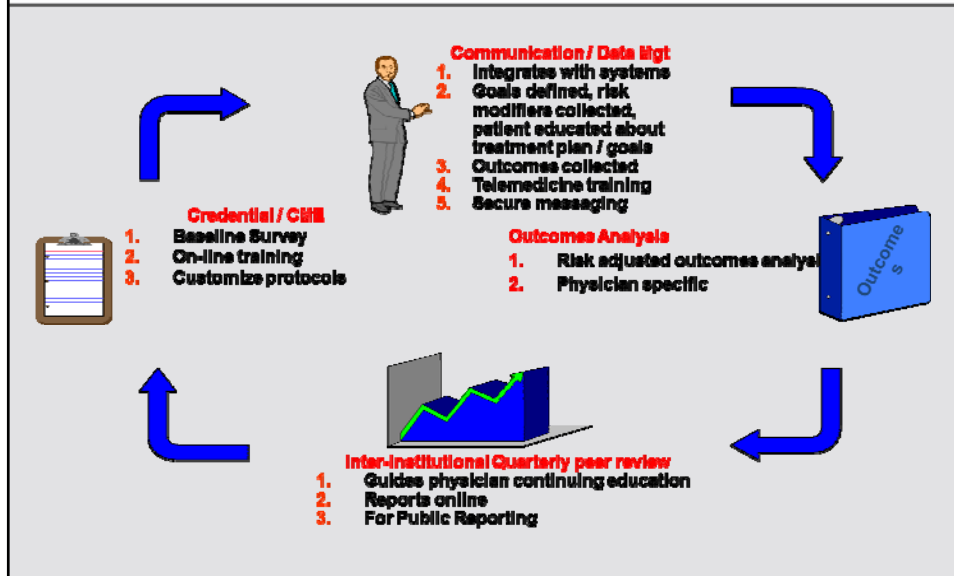 Communication / Data Mgt
1. Integrates with systems
2. Goals defined, risk
modifiers collected,
patient educated about
treatment plan / goals
3. Outcomes collected
4. Telemedicine training
5. Secure messaging
Credential / CME
1. Baseline Survey
2. On-line training
3. Customize protocols
Outcomes Analysis
1. Risk adjusted outcomes analysi
2. Physician specific
Outcome
s
Inter-Institutional Quarterly peer review
1. Guides physician continuing education
2. Reports online
3. For Public Reporting